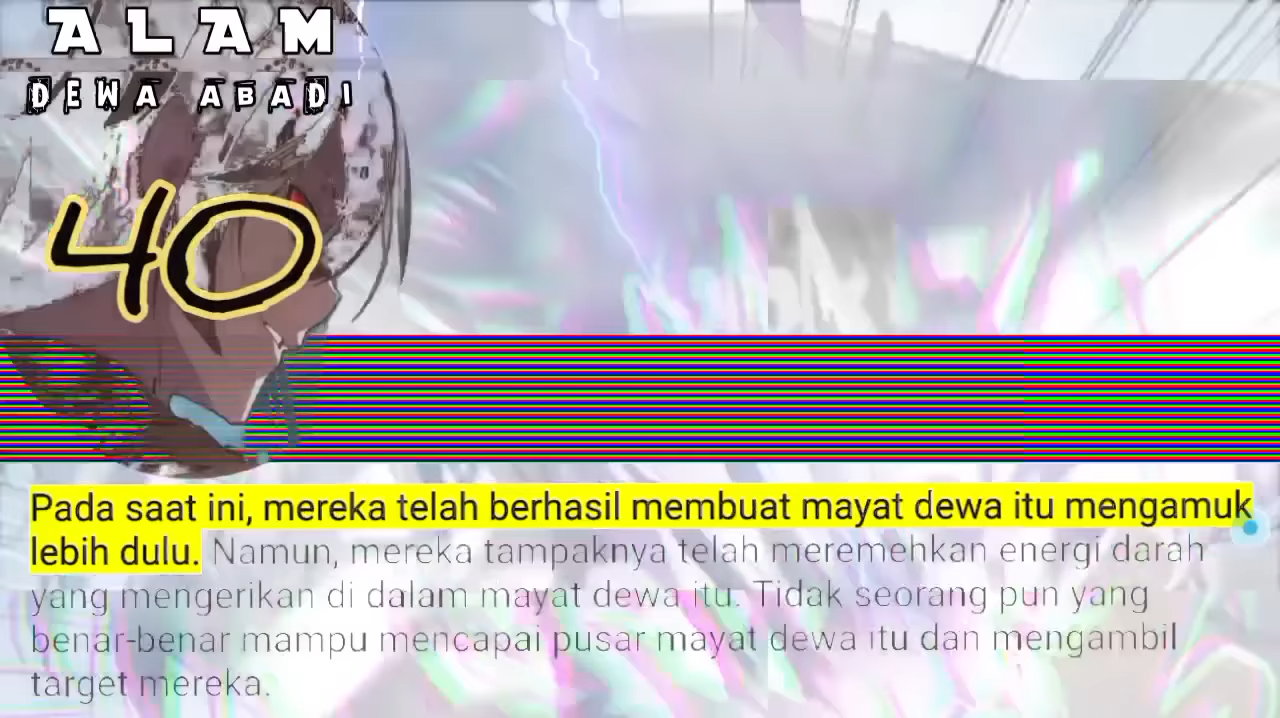 ALAM
DEWA ABADI
40
Pada saat ini, mereka telah berhasil membuat mayat dewa itu mengamuk
lebih dulu. Namun, mereka tampaknya telah meremehkan energi darah
yang mengerikan di dalam mayat dewa itu. Tidak seorang pun yang
benar-benar mampu mencapai pusar mayat dewa itu dan mengambil
target mereka.